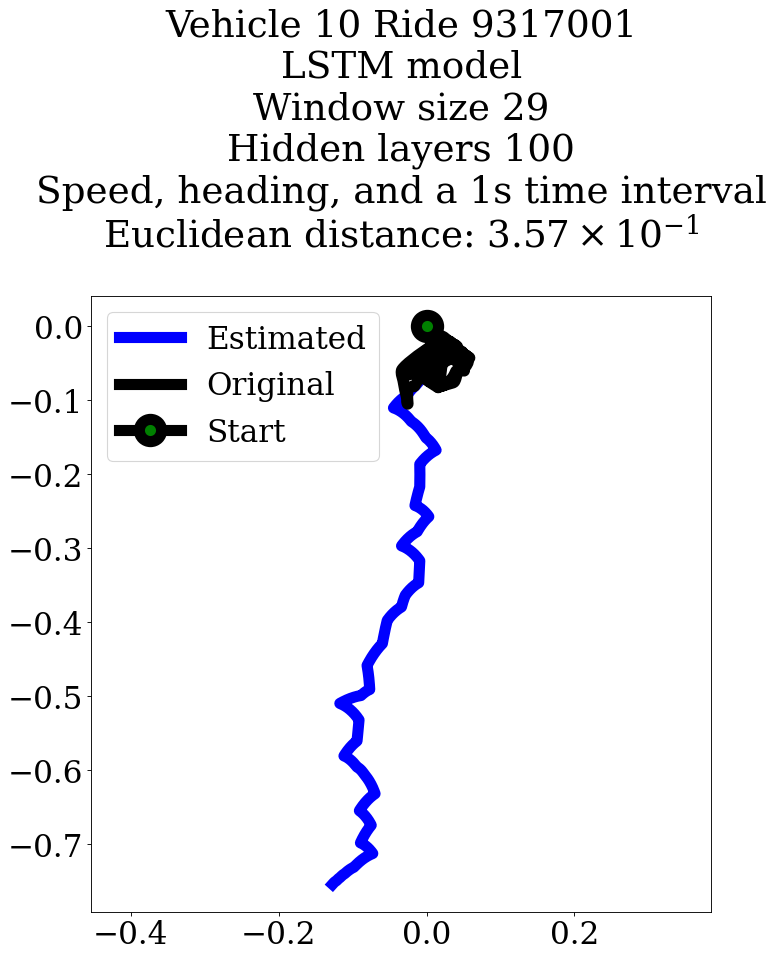 Vehicle 10 Ride 9317001
LSTM model
Window size 29
Hidden layers 100
Speed, heading, and a 1s time interval
Euclidean distance: 3.57 × 10⁻¹
Estimated
Original
Start
0.0
−0.1
−0.2
−0.3
−0.4
−0.5
−0.6
−0.7
−0.4 −0.2 0.0 0.2